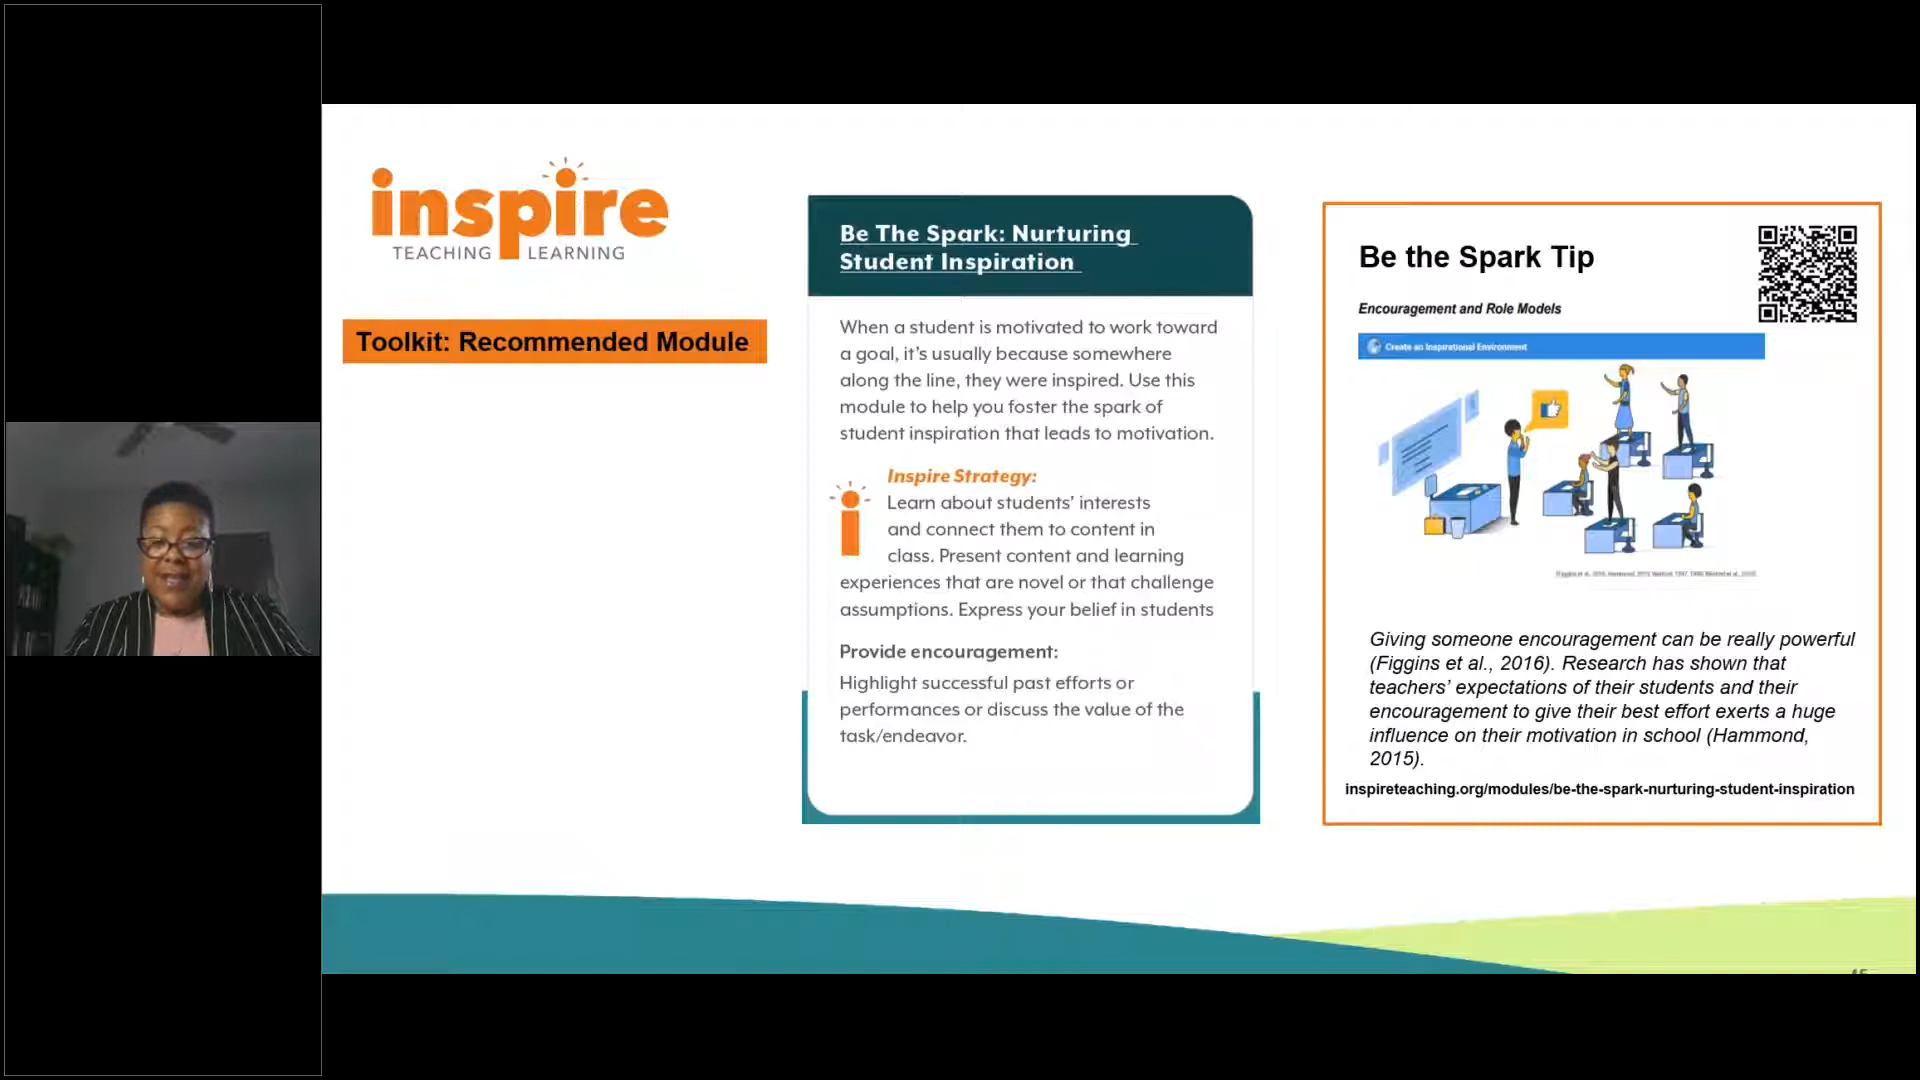 inspire
TEACHING LEARNING
Toolkit: Recommended Module
Be The Spark: Nurturing
Student Inspiration
When a student is motivated to work toward
a goal, it's usually because somewhere
along the line, they were inspired. Use this
module to help you foster the spark of
student inspiration that leads to motivation.
Inspire Strategy:
Learn about students' interests
and connect them to content in
class. Present content and learning
experiences that are novel or that challenge
assumptions. Express your belief in students
Provide encouragement:
Highlight successful past efforts or
performances or discuss the value of the
task/endeavor.
Be the Spark Tip
Encouragement and Role Models
Create an Inspirational Environment
Giving someone encouragement can be really powerful
(Figgins et al., 2016). Research has shown that
teachers' expectations of their students and their
encouragement to give their best effort exerts a huge
influence on their motivation in school (Hammond,
2015).
inspireteaching.org/modules/be-the-spark-nurturing-student-inspiration